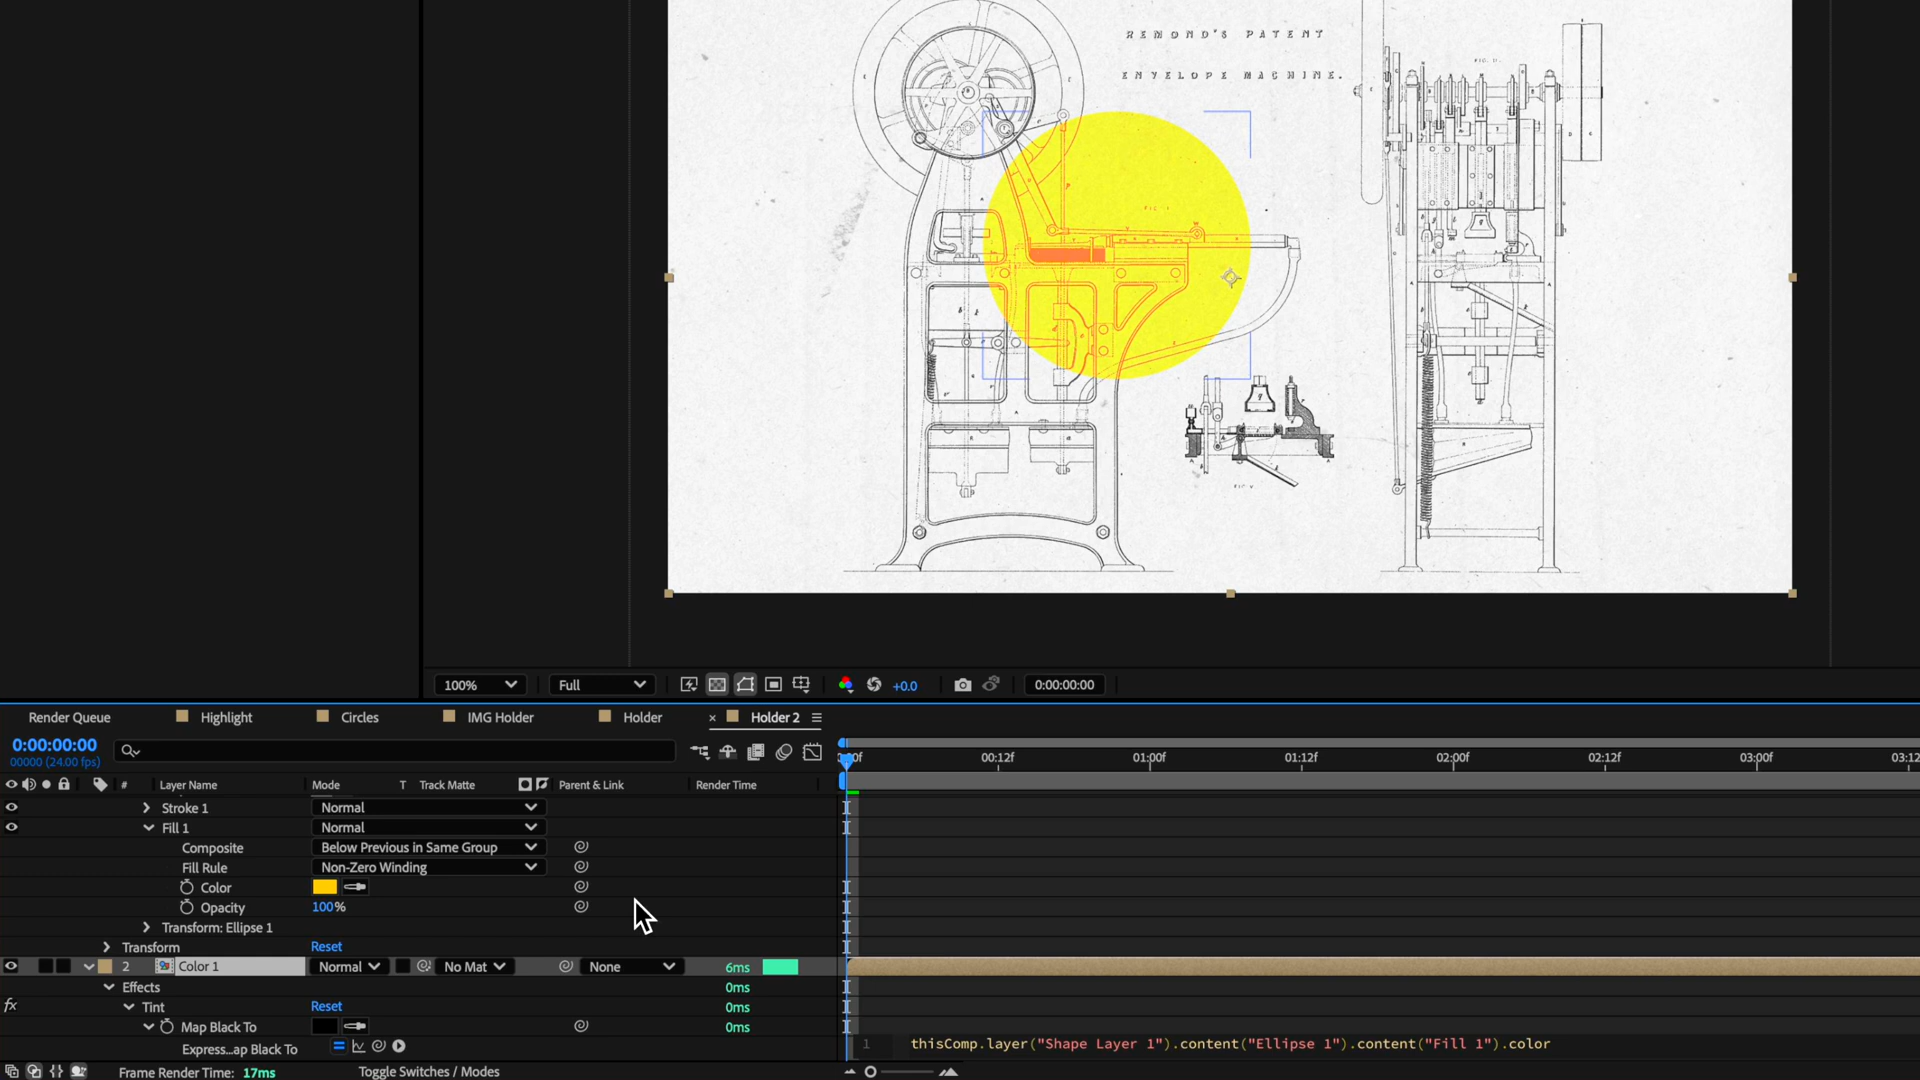 REMOND'S PATENT
ENVELOPE MACHINE.
100%
Full
+0.0
0:00:00:00
Render Queue
Highlight
Circles
IMG Holder
Holder
× Holder 2
0:00:00:00
00000 (24.00 fps)
00:12f 01:00f 01:12f 02:00f 02:12f 03:00f 03:12
# Layer Name Mode T Track Matte Parent & Link Render Time
Stroke 1 Normal
Fill 1 Normal
Composite Below Previous in Same Group
Fill Rule Non-Zero Winding
Color
Opacity 100%
Transform: Ellipse 1
Transform Reset
2 Color 1 Normal No Mat None 6ms
Effects 0ms
fx Tint Reset 0ms
Map Black To 0ms
Express...ap Black To
1 thisComp.layer("Shape Layer 1").content("Ellipse 1").content("Fill 1").color
Frame Render Time: 17ms
Toggle Switches / Modes